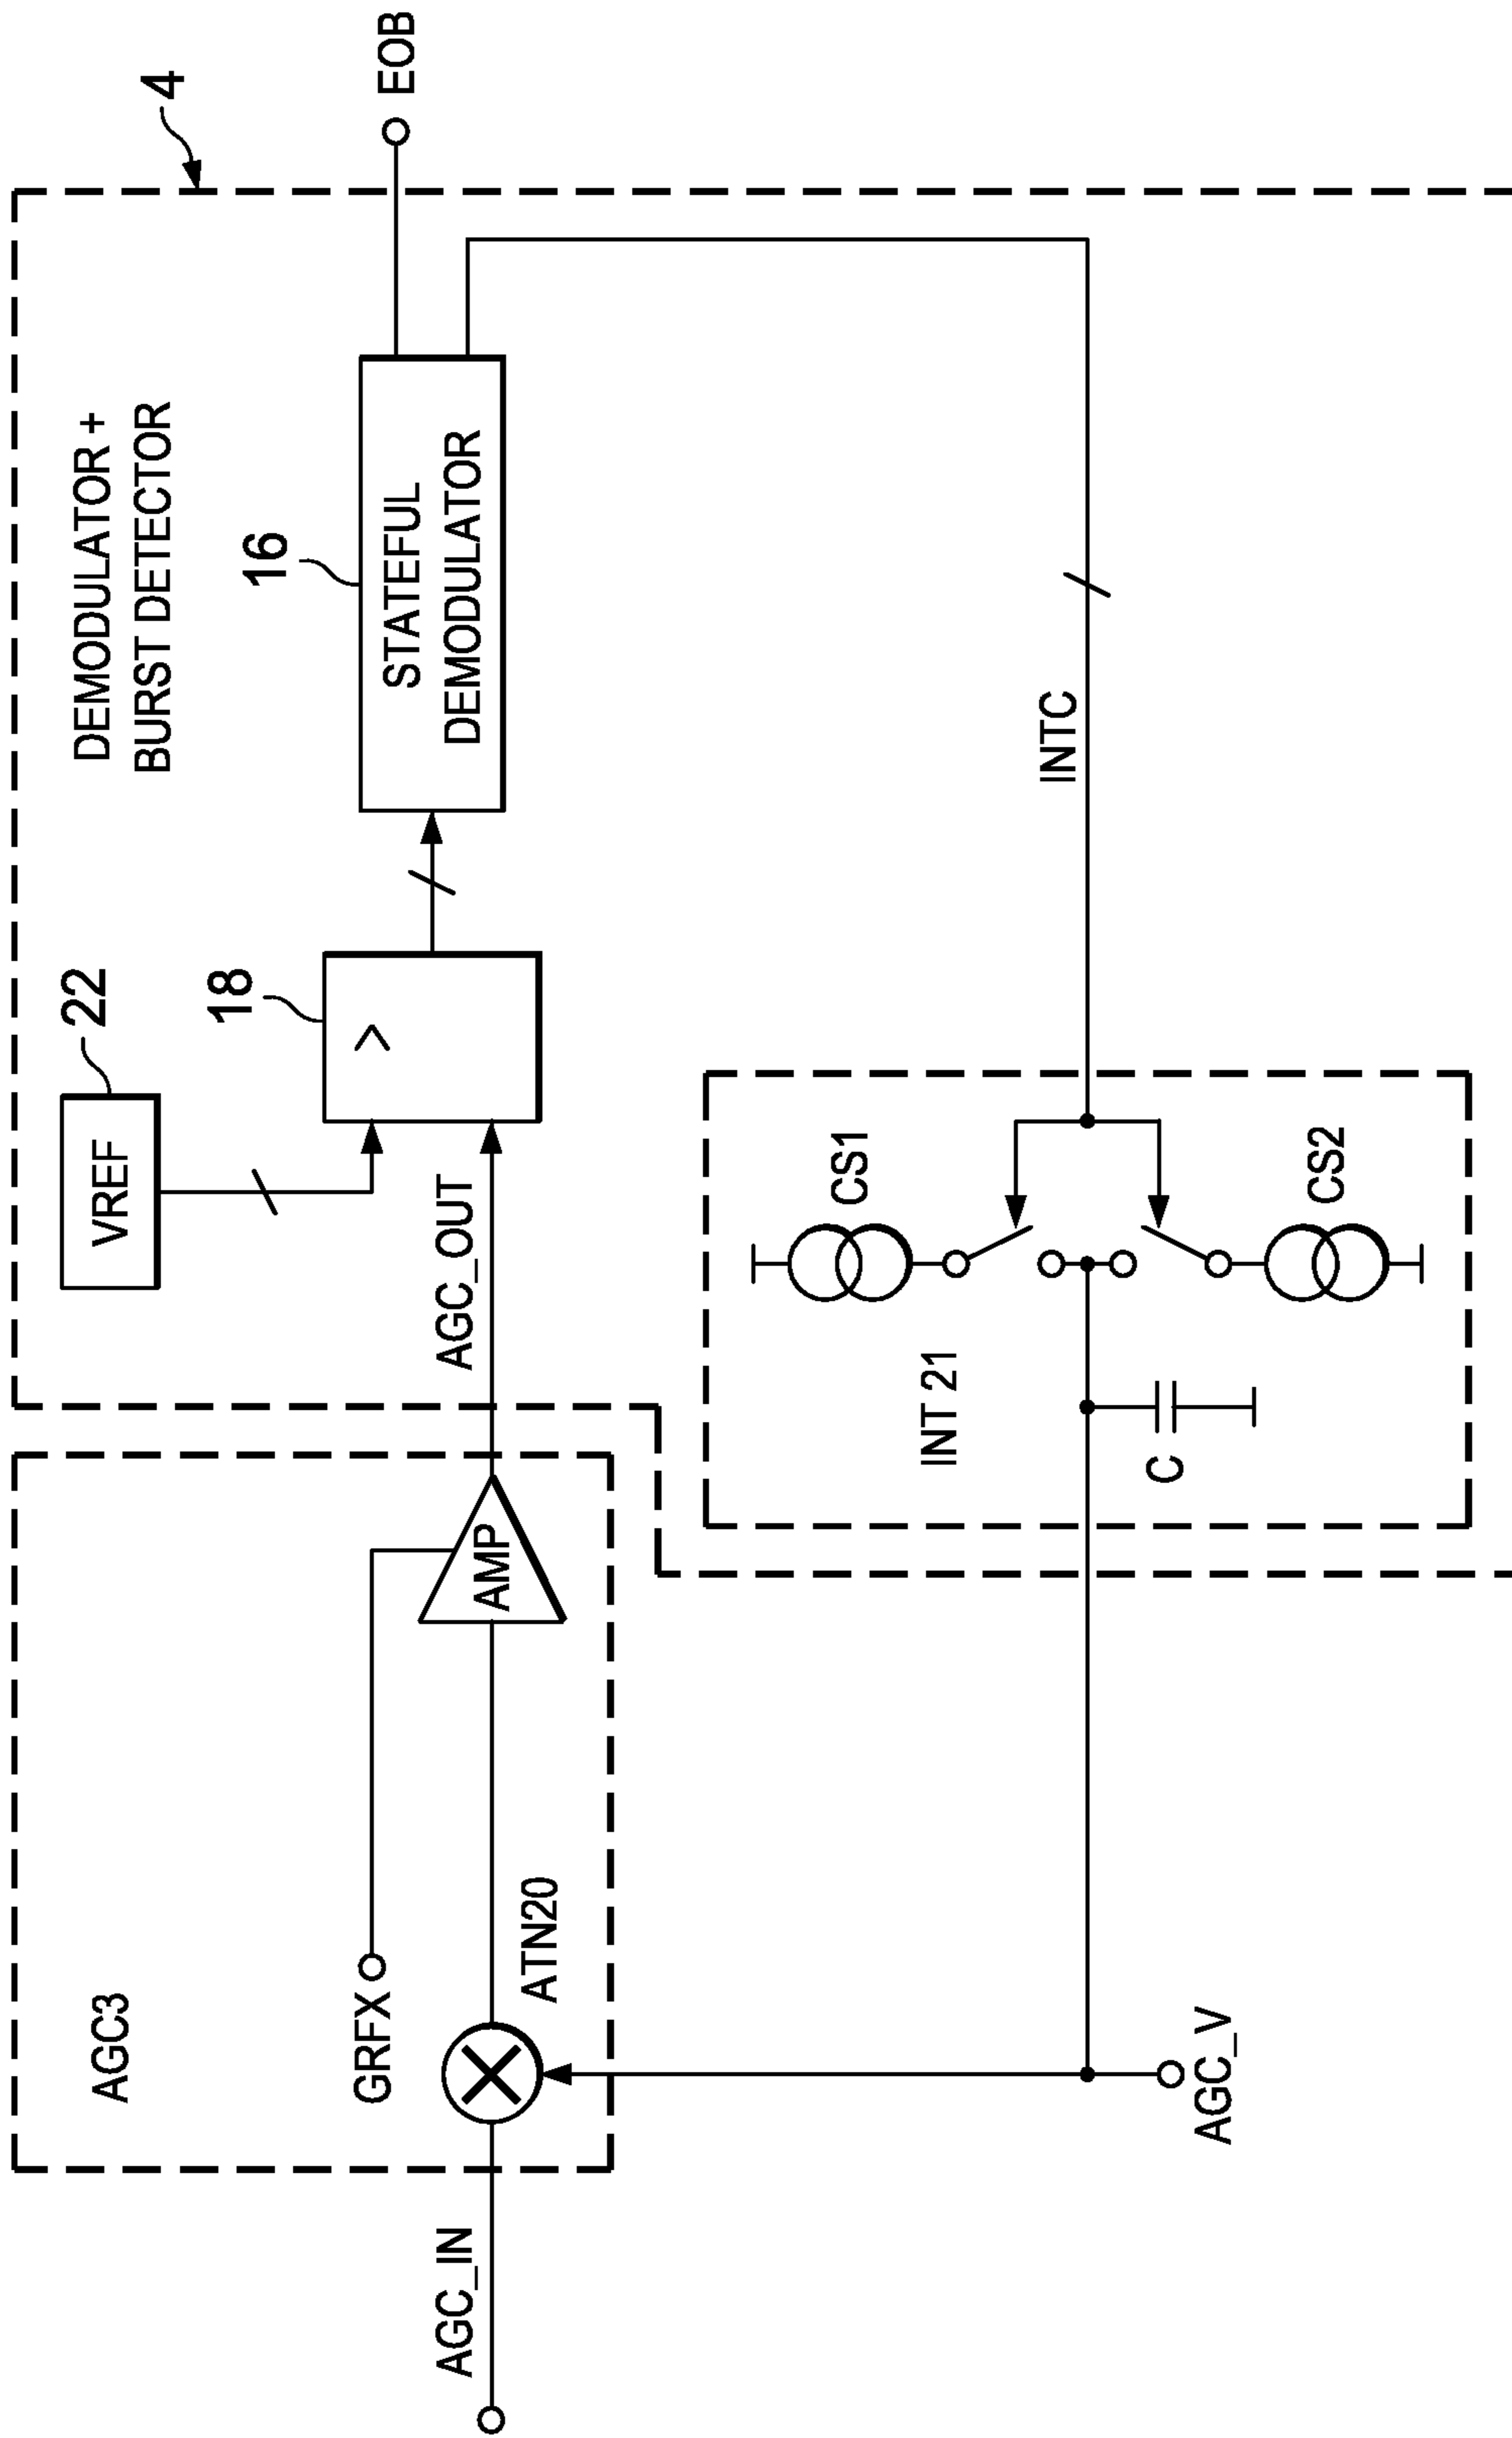 AGC3
DEMODULATOR +
BURST DETECTOR
4
22
VREF
18
>
16
STATEFUL
DEMODULATOR
EOB
GRFX
AGC_IN
ATN20
AMP
AGC_OUT
INTC
INT 21
CS1
CS2
C
AGC_V